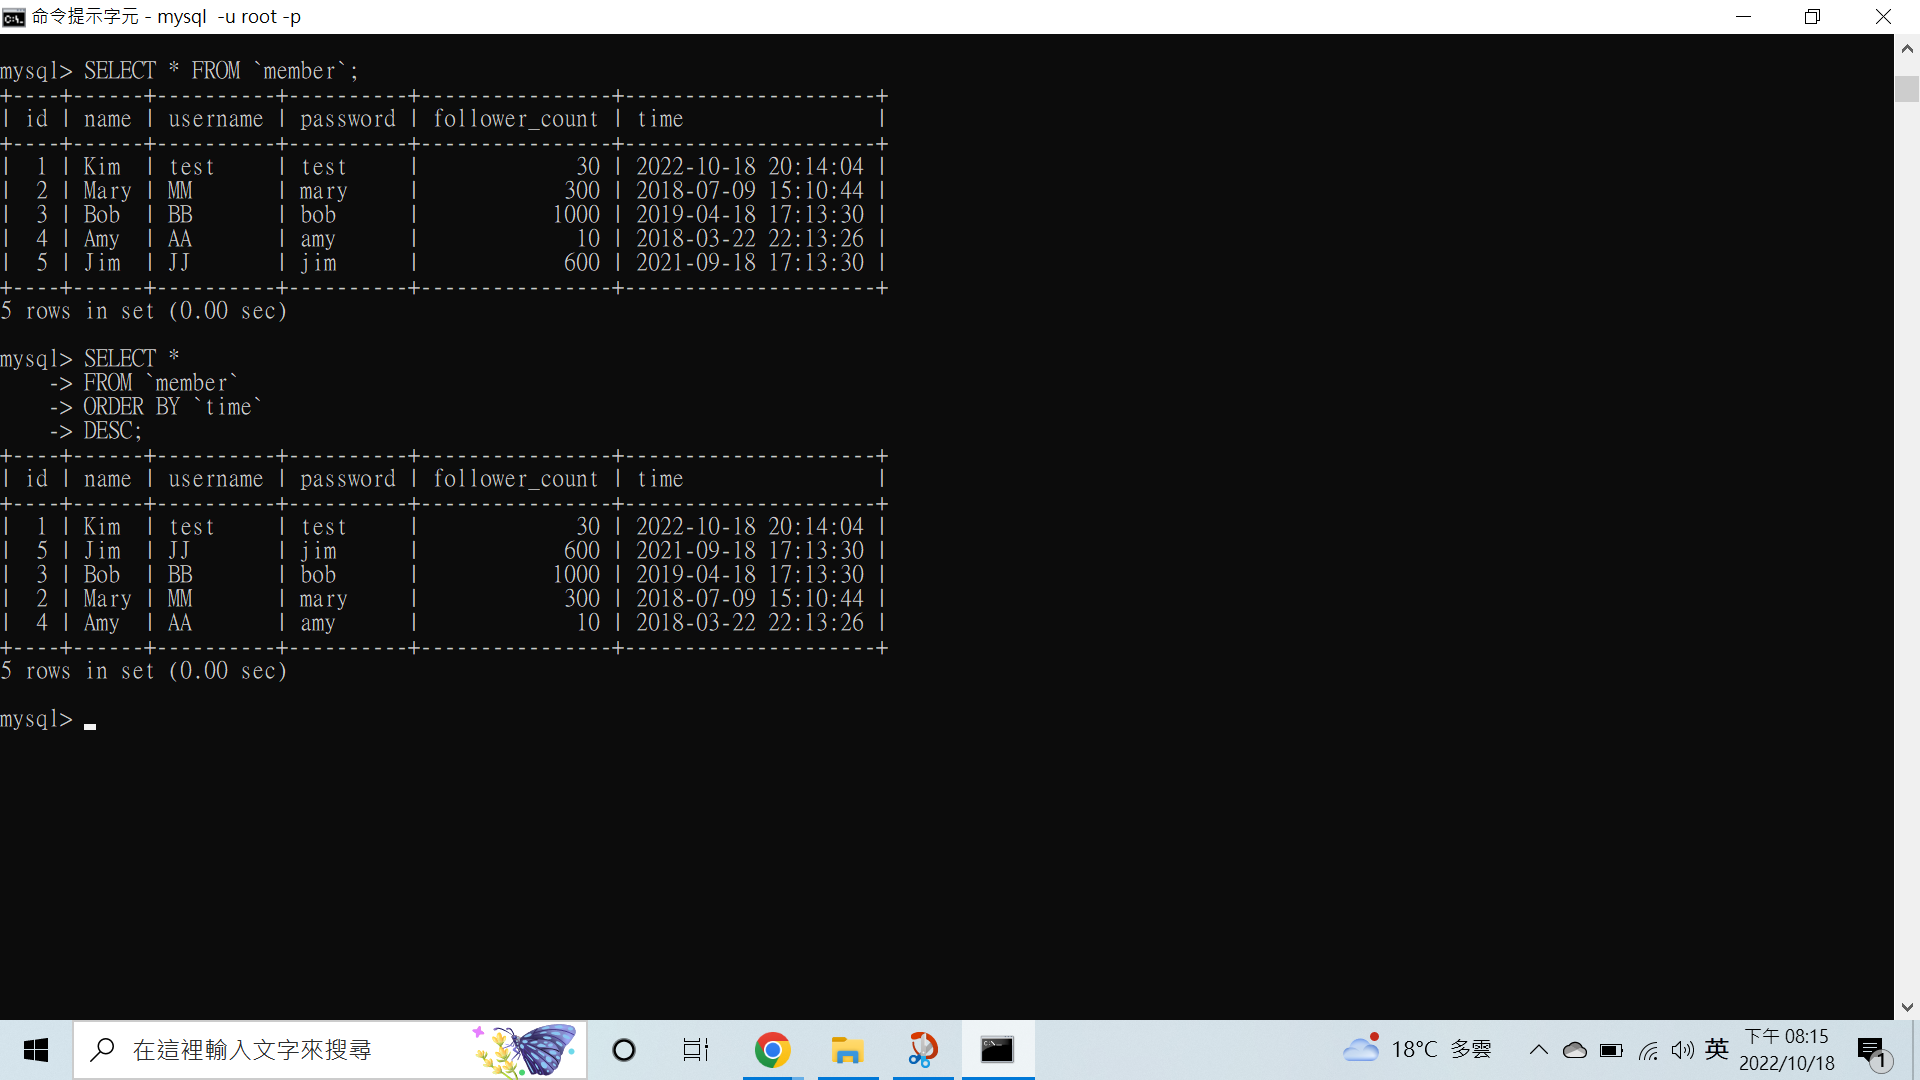 命令提示字元 - mysql  -u root -p
mysql> SELECT * FROM `member`;
+----+------+----------+----------+----------------+---------------------+
| id | name | username | password | follower_count | time                |
+----+------+----------+----------+----------------+---------------------+
|  1 | Kim  | test     | test     |             30 | 2022-10-18 20:14:04 |
|  2 | Mary | MM       | mary     |            300 | 2018-07-09 15:10:44 |
|  3 | Bob  | BB       | bob      |           1000 | 2019-04-18 17:13:30 |
|  4 | Amy  | AA       | amy      |             10 | 2018-03-22 22:13:26 |
|  5 | Jim  | JJ       | jim      |            600 | 2021-09-18 17:13:30 |
+----+------+----------+----------+----------------+---------------------+
5 rows in set (0.00 sec)
mysql> SELECT *
    -> FROM `member`
    -> ORDER BY `time`
    -> DESC;
+----+------+----------+----------+----------------+---------------------+
| id | name | username | password | follower_count | time                |
+----+------+----------+----------+----------------+---------------------+
|  1 | Kim  | test     | test     |             30 | 2022-10-18 20:14:04 |
|  5 | Jim  | JJ       | jim      |            600 | 2021-09-18 17:13:30 |
|  3 | Bob  | BB       | bob      |           1000 | 2019-04-18 17:13:30 |
|  2 | Mary | MM       | mary     |            300 | 2018-07-09 15:10:44 |
|  4 | Amy  | AA       | amy      |             10 | 2018-03-22 22:13:26 |
+----+------+----------+----------+----------------+---------------------+
5 rows in set (0.00 sec)
mysql>
在這裡輸入文字來搜尋
18°C 多雲
英
下午 08:15
2022/10/18
1